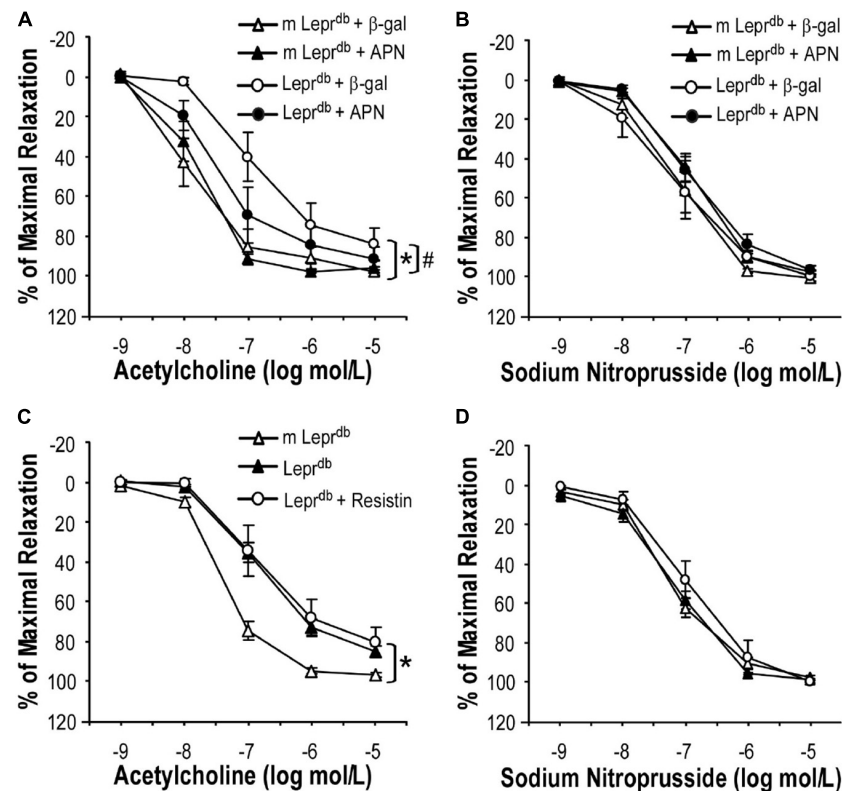 A
m Lepr^db + β-gal
m Lepr^db + APN
Lepr^db + β-gal
Lepr^db + APN
-20
0
20
40
60
80
100
120
% of Maximal Relaxation
* #
-9 -8 -7 -6 -5
Acetylcholine (log mol/L)
B
m Lepr^db + β-gal
m Lepr^db + APN
Lepr^db + β-gal
Lepr^db + APN
-20
0
20
40
60
80
100
120
% of Maximal Relaxation
-9 -8 -7 -6 -5
Sodium Nitroprusside (log mol/L)
C
m Lepr^db
Lepr^db
Lepr^db + Resistin
-20
0
20
40
60
80
100
120
% of Maximal Relaxation
*
-9 -8 -7 -6 -5
Acetylcholine (log mol/L)
D
-20
0
20
40
60
80
100
120
% of Maximal Relaxation
-9 -8 -7 -6 -5
Sodium Nitroprusside (log mol/L)